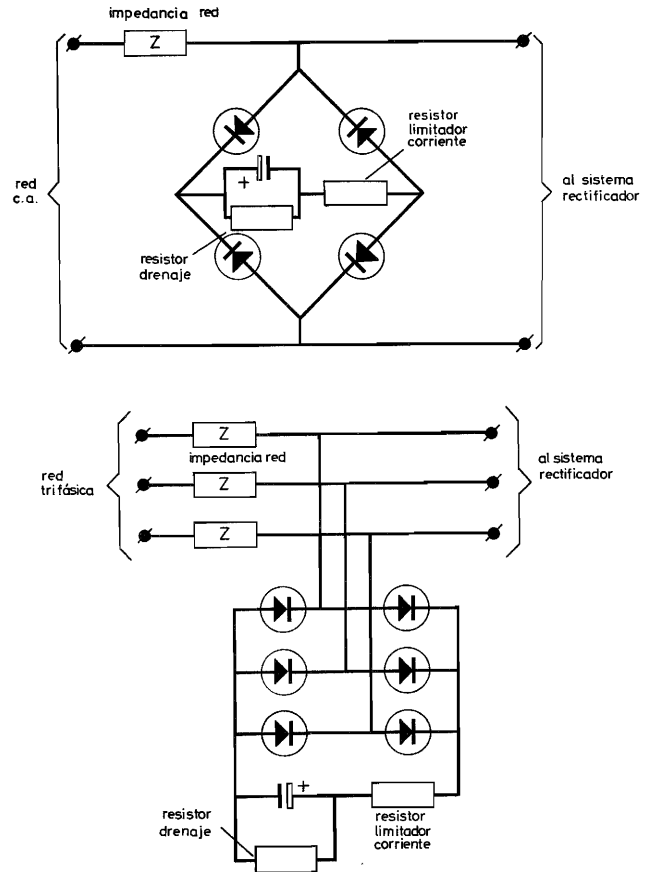 impedancia red
Z
resistor
limitador
corriente
red
c.a.
+
al sistema
rectificador
resistor
drenaje
Z
impedancia red
al sistema
rectificador
red
trifásica
Z
Z
+
resistor
drenaje
resistor
limitador
corriente